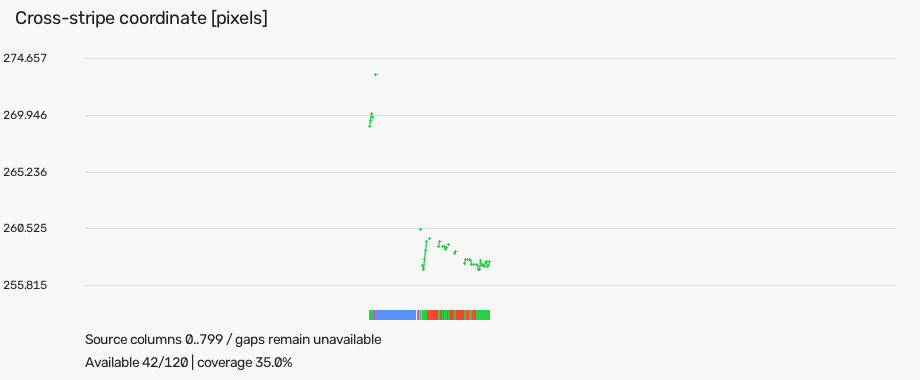 Cross-stripe coordinate [pixels]
274.657
269.946
265.236
260.525
255.815
Source columns 0..799 / gaps remain unavailable
Available 42/120 | coverage 35.0%